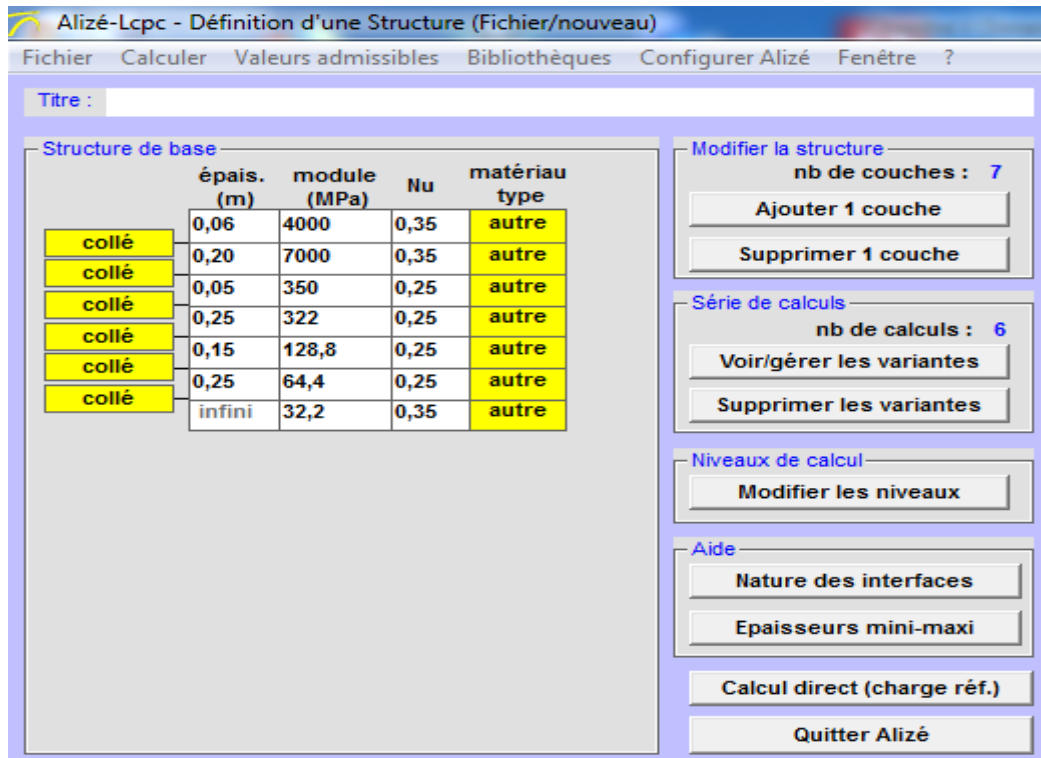 Alizé-Lcpc - Définition d'une Structure (Fichier/nouveau)
Fichier Calculer Valeurs admissibles Bibliothèques Configurer Alizé Fenêtre ?
Titre :
Structure de base
épais. (m) module (MPa) Nu matériau type
0,06 4000 0,35 autre
collé
0,20 7000 0,35 autre
collé
0,05 350 0,25 autre
collé
0,25 322 0,25 autre
collé
0,15 128,8 0,25 autre
collé
0,25 64,4 0,25 autre
collé
infini 32,2 0,35 autre
Modifier la structure
nb de couches : 7
Ajouter 1 couche
Supprimer 1 couche
Série de calculs
nb de calculs : 6
Voir/gérer les variantes
Supprimer les variantes
Niveaux de calcul
Modifier les niveaux
Aide
Nature des interfaces
Epaisseurs mini-maxi
Calcul direct (charge réf.)
Quitter Alizé